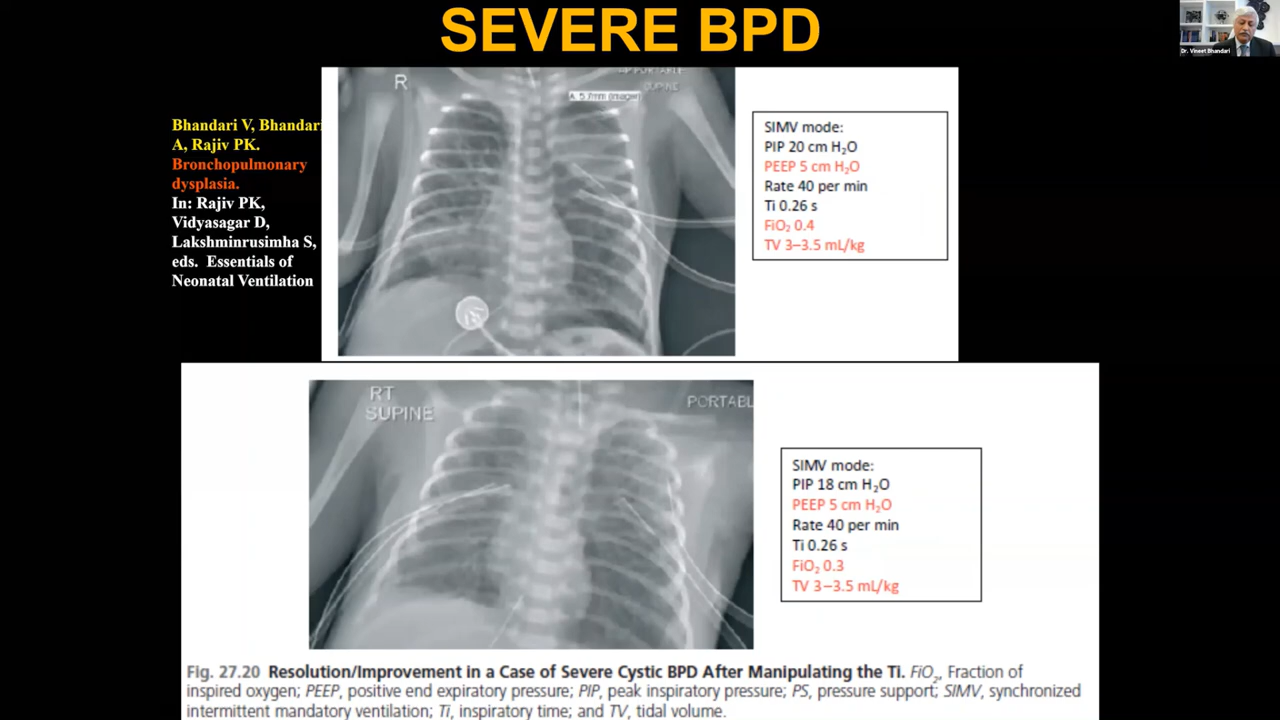 SEVERE BPD
Dr. Vineet Bhandari
Bhandari V, Bhandari
A, Rajiv PK.
Bronchopulmonary
dysplasia.
In: Rajiv PK,
Vidyasagar D,
Lakshminrusimha S,
eds. Essentials of
Neonatal Ventilation
R
AP PORTABLE
SUPINE
SIMV mode:
PIP 20 cm H₂O
PEEP 5 cm H₂O
Rate 40 per min
Ti 0.26 s
FiO₂ 0.4
TV 3–3.5 mL/kg
RT
SUPINE
PORTABL
SIMV mode:
PIP 18 cm H₂O
PEEP 5 cm H₂O
Rate 40 per min
Ti 0.26 s
FiO₂ 0.3
TV 3–3.5 mL/kg
Fig. 27.20 Resolution/Improvement in a Case of Severe Cystic BPD After Manipulating the Ti. FiO₂, Fraction of
inspired oxygen; PEEP, positive end expiratory pressure; PIP, peak inspiratory pressure; PS, pressure support; SIMV, synchronized
intermittent mandatory ventilation; Ti, inspiratory time; and TV, tidal volume.